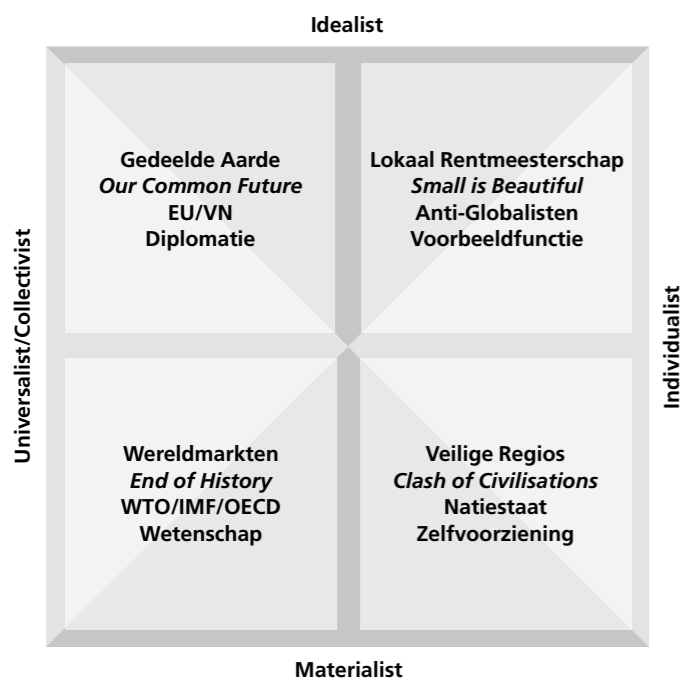 Idealist
Gedeelde Aarde
Our Common Future
EU/VN
Diplomatie
Lokaal Rentmeesterschap
Small is Beautiful
Anti-Globalisten
Voorbeeldfunctie
Universalist/Collectivist
Individualist
Wereldmarkten
End of History
WTO/IMF/OECD
Wetenschap
Veilige Regios
Clash of Civilisations
Natiestaat
Zelfvoorziening
Materialist